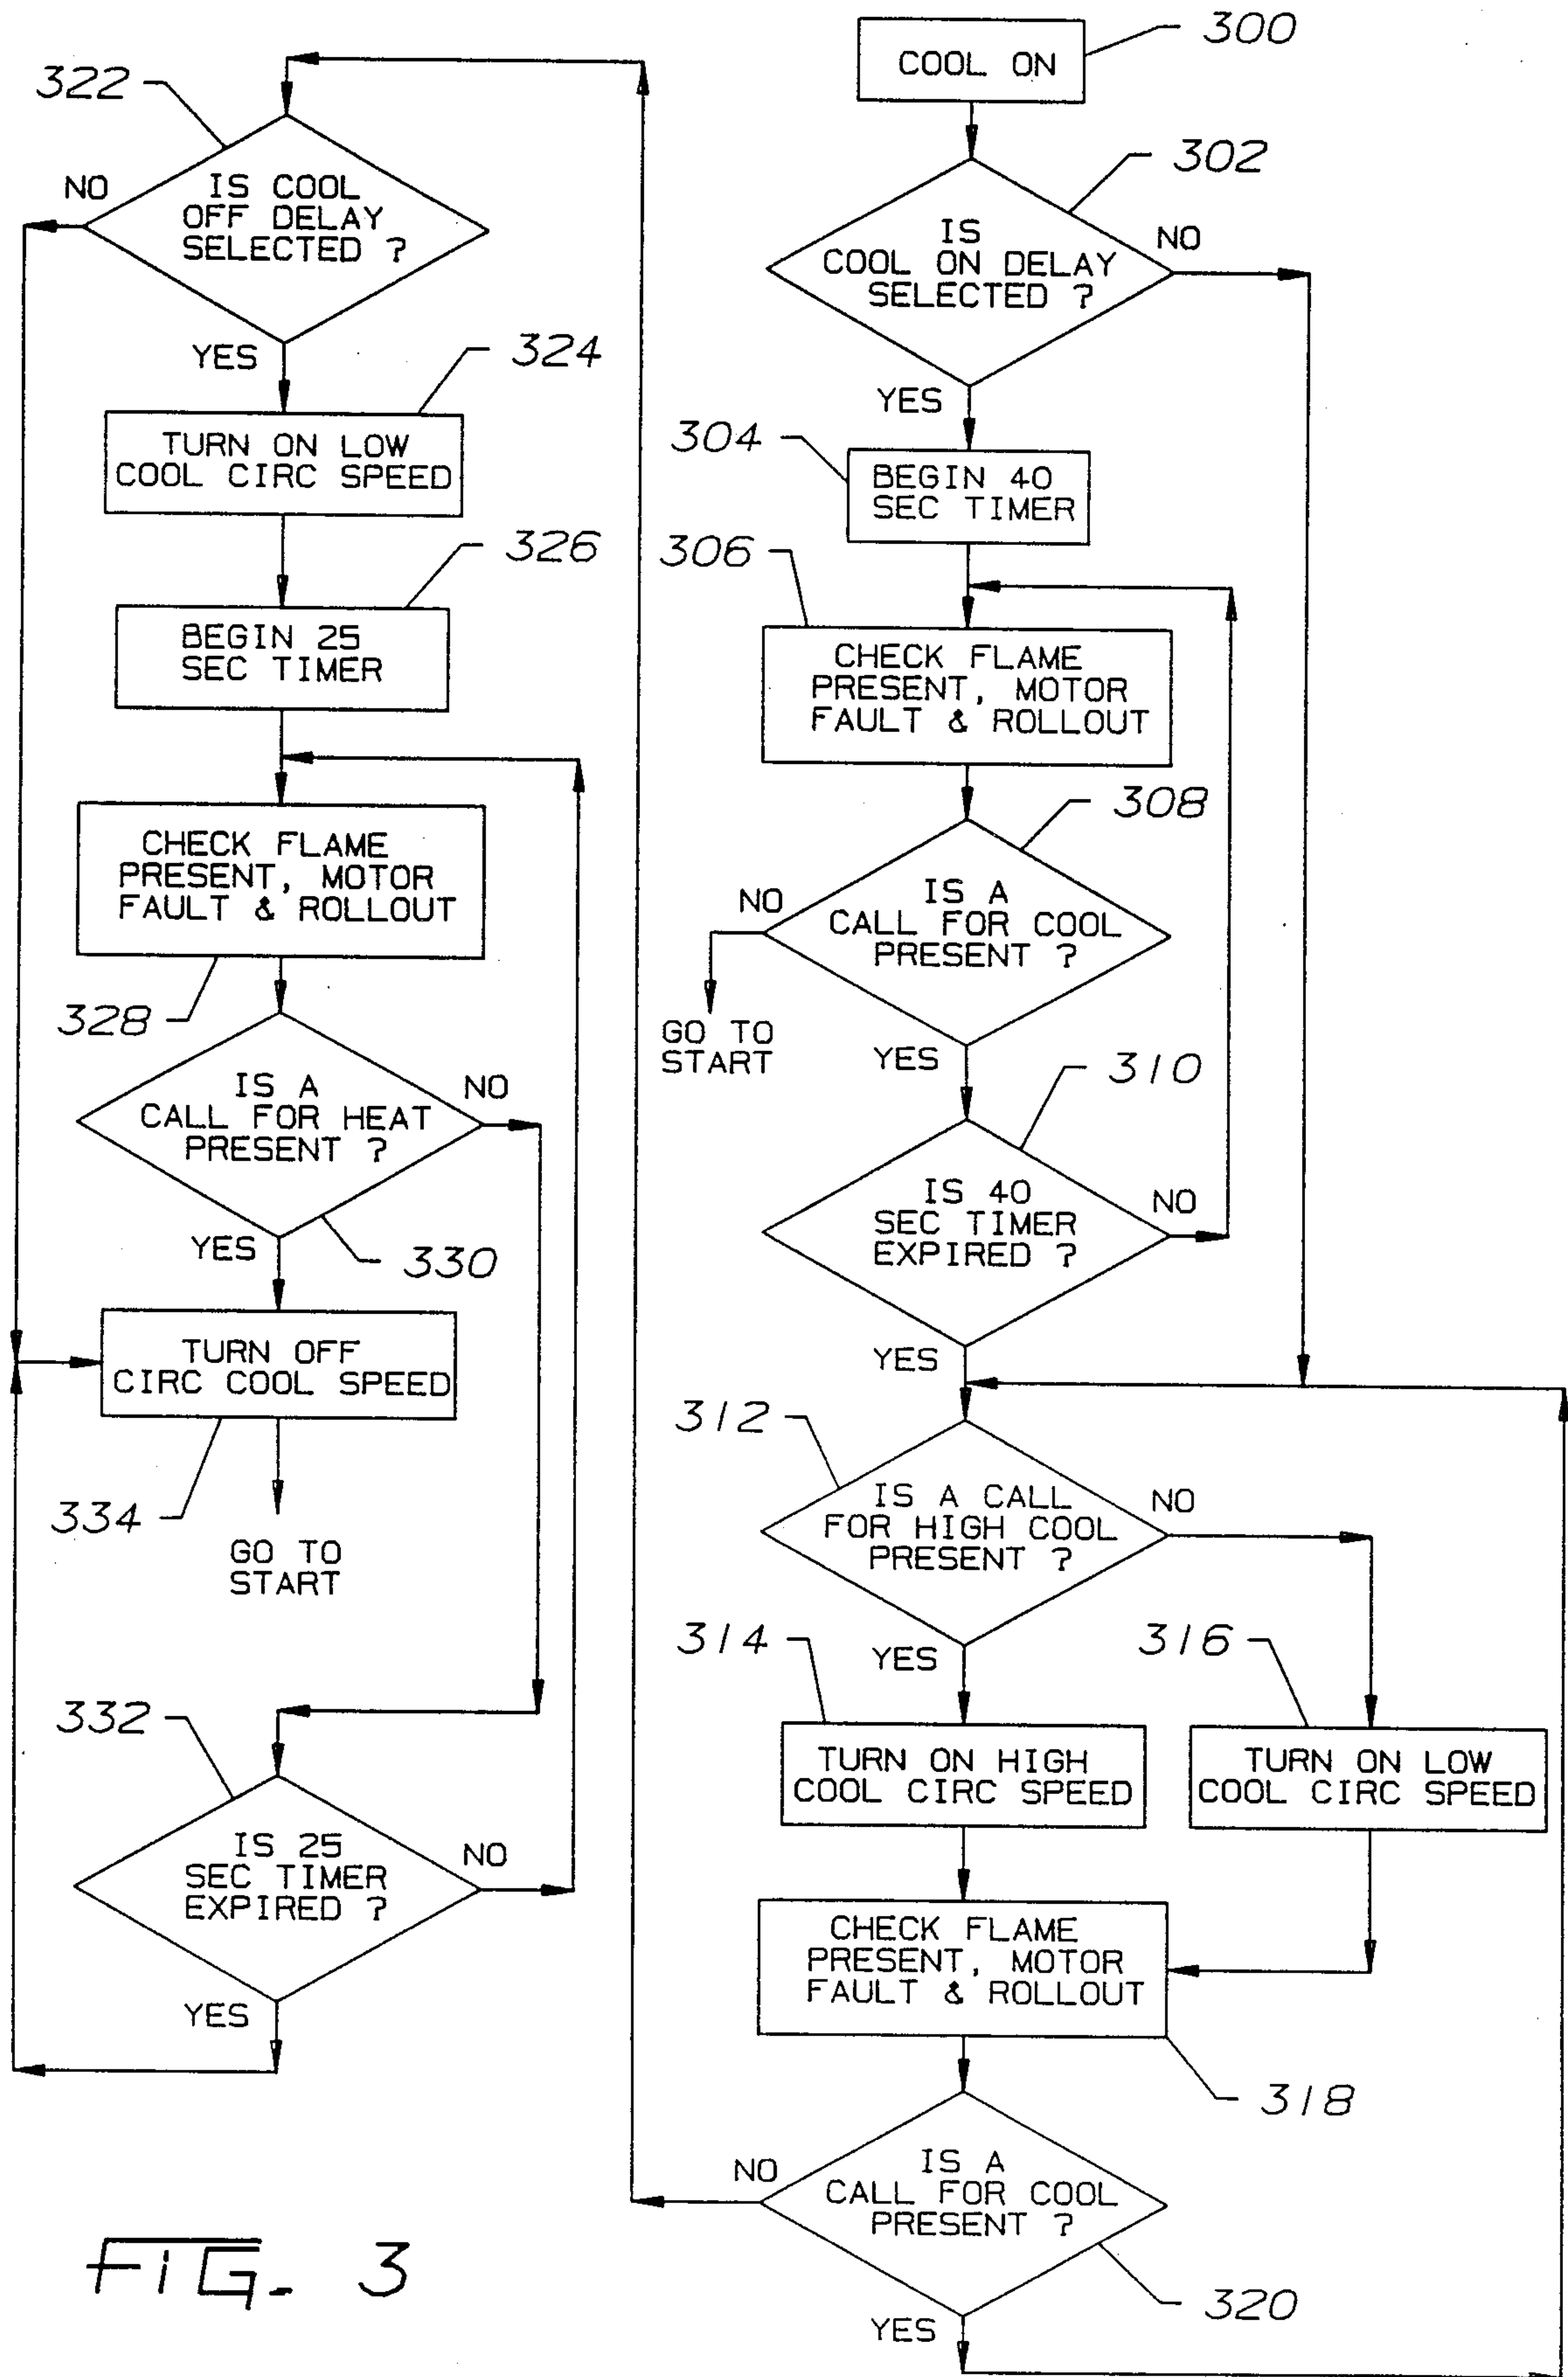 300
COOL ON
302
IS
COOL ON DELAY
SELECTED ?
NO
YES
304
BEGIN 40
SEC TIMER
306
CHECK FLAME
PRESENT, MOTOR
FAULT & ROLLOUT
308
IS A
CALL FOR COOL
PRESENT ?
NO
GO TO
START
YES
310
IS 40
SEC TIMER
EXPIRED ?
NO
YES
312
IS A CALL
FOR HIGH COOL
PRESENT ?
NO
YES
314
TURN ON HIGH
COOL CIRC SPEED
316
TURN ON LOW
COOL CIRC SPEED
CHECK FLAME
PRESENT, MOTOR
FAULT & ROLLOUT
318
IS A
CALL FOR COOL
PRESENT ?
NO
320
YES
322
IS COOL
OFF DELAY
SELECTED ?
NO
YES
324
TURN ON LOW
COOL CIRC SPEED
326
BEGIN 25
SEC TIMER
CHECK FLAME
PRESENT, MOTOR
FAULT & ROLLOUT
328
IS A
CALL FOR HEAT
PRESENT ?
NO
YES
330
TURN OFF
CIRC COOL SPEED
334
GO TO
START
332
IS 25
SEC TIMER
EXPIRED ?
NO
YES
FIG. 3